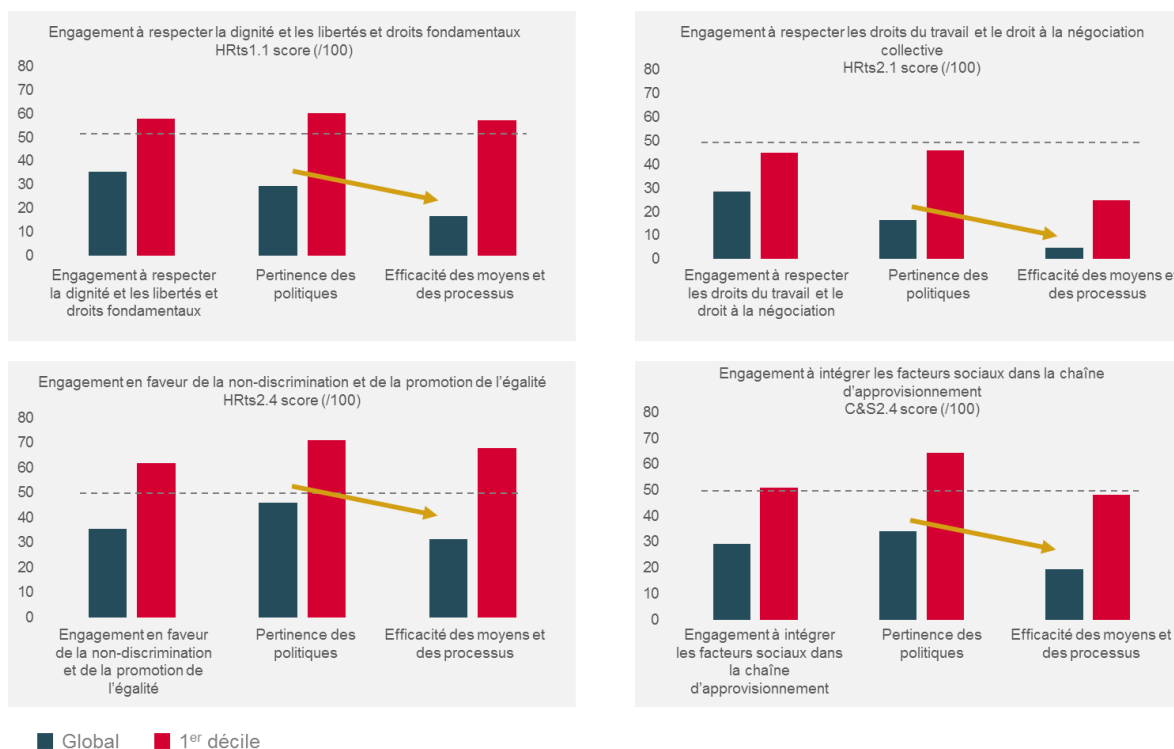 Engagement à respecter la dignité et les libertés et droits fondamentaux
HRts1.1 score (/100)
80
70
60
50
40
30
20
10
0
Engagement à respecter
la dignité et les libertés et
droits fondamentaux
Pertinence des
politiques
Efficacité des moyens et
des processus
Engagement à respecter les droits du travail et le droit à la négociation
collective
HRts2.1 score (/100)
80
70
60
50
40
30
20
10
0
Engagement à respecter
les droits du travail et le
droit à la négociation
Pertinence des
politiques
Efficacité des moyens et
des processus
Engagement en faveur de la non-discrimination et de la promotion de l'égalité
HRts2.4 score (/100)
80
70
60
50
40
30
20
10
0
Engagement en faveur
de la non-discrimination
et de la promotion de
l'égalité
Pertinence des
politiques
Efficacité des moyens et
des processus
Engagement à intégrer les facteurs sociaux dans la chaîne
d'approvisionnement
C&S2.4 score (/100)
80
70
60
50
40
30
20
10
0
Engagement à intégrer
les facteurs sociaux dans
la chaîne
d'approvisionnement
Pertinence des
politiques
Efficacité des moyens et
des processus
Global
1er décile